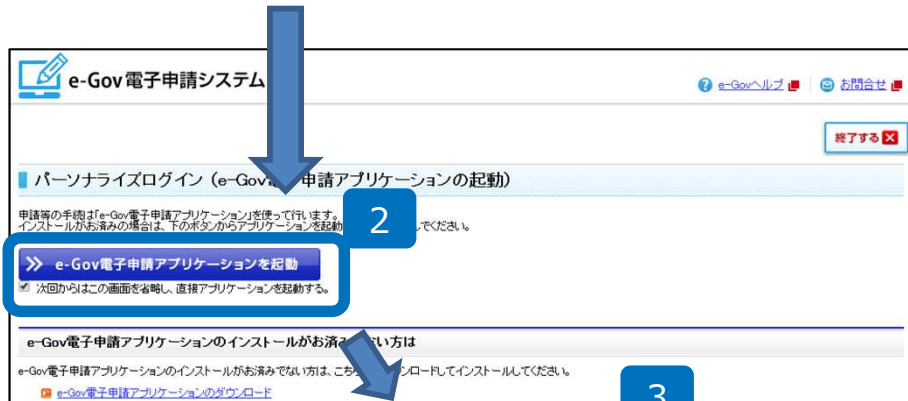 e-Gov電子申請システム
e-Govヘルプ
お問合せ
終了する
パーソナライズログイン（e-Gov電子申請アプリケーションの起動）
申請等の手続は「e-Gov電子申請アプリケーション」を使って行います。
インストールがお済みの場合は、下のボタンからアプリケーションを起動 してください。
2
e-Gov電子申請アプリケーションを起動
次回からはこの画面を省略し、直接アプリケーションを起動する。
e-Gov電子申請アプリケーションのインストールがお済みでない方は
e-Gov電子申請アプリケーションのインストールがお済みでない方は、こちら ダウンロードしてインストールしてください。
3
e-Gov電子申請アプリケーションのダウンロード